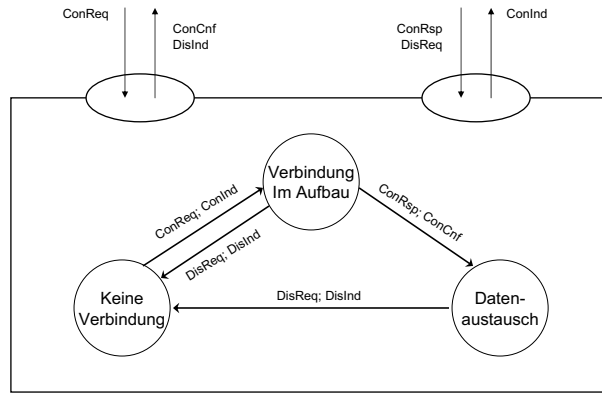 ConReq
ConCnf
DisInd
ConRsp
DisReq
ConInd
Verbindung
Im Aufbau
ConReq; ConInd
DisReq; DisInd
ConRsp; ConCnf
Keine
Verbindung
DisReq; DisInd
Daten-
austausch